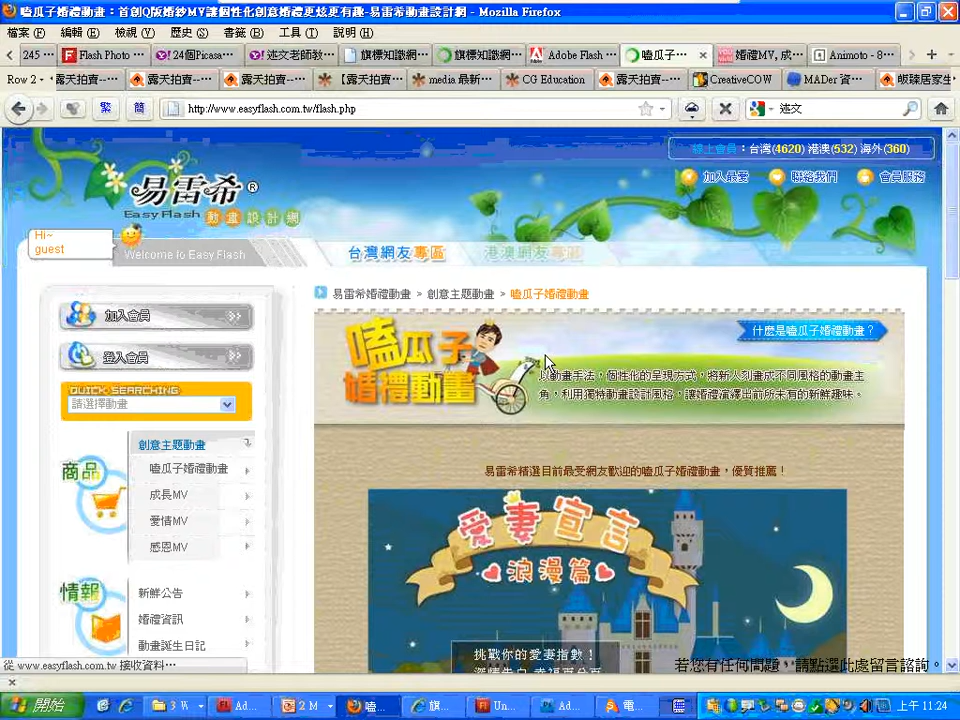 嗑瓜子婚禮動畫：首創Q版婚紗MV讓個性化創意婚禮更炫更有趣-易雷希動畫設計網 - Mozilla Firefox
檔案(F) 編輯(E) 檢視(V) 歷史(S) 書籤(B) 工具(T) 說明(H)
245 ··· Flash Photo ··· 24個Picasa··· 述文老師教··· 旗標知識網··· 旗標知識網··· Adobe Flash ··· 嗑瓜子··· 婚禮MV, 成··· Animoto - 8···
Row 2 露天拍賣··· 露天拍賣··· 露天拍賣··· 【露天拍賣··· media 最新··· CG Education 露天拍賣··· CreativeCOW MADer 資···
繁 簡 http://www.easyflash.com.tw/flash.php
線上會員：台灣(4620) 港澳(532) 海外(360)
加入最愛 聯絡我們 會員服務
易雷希®
EasyFlash 動畫設計網
Hi~
guest
Welcome to EasyFlash
台灣網友專區 港澳網友專區
易雷希婚禮動畫 > 創意主題動畫 > 嗑瓜子婚禮動畫
加入會員
登入會員
QUICK SEARCHING:
請選擇動畫
嗑瓜子
婚禮動畫
什麼是嗑瓜子婚禮動畫？
以動畫手法，個性化的呈現方式，將新人刻畫成不同風格的動畫主
角，利用獨特動畫設計風格，讓婚禮演繹出前所未有的新鮮趣味。
商品
創意主題動畫
嗑瓜子婚禮動畫
成長MV
愛情MV
感恩MV
易雷希精選目前最受網友歡迎的嗑瓜子婚禮動畫，優質推薦！
愛妻宣言
浪漫篇
情報
新鮮公告
婚禮資訊
動畫誕生日記
挑戰你的愛妻指數！
從 www.easyflash.com.tw 接收資料···
若您有任何問題，請點選此處留言諮詢。
開始 3 W Ad... 2 M 嗑... 旗... Un... Ad... 電... 上午 11:24